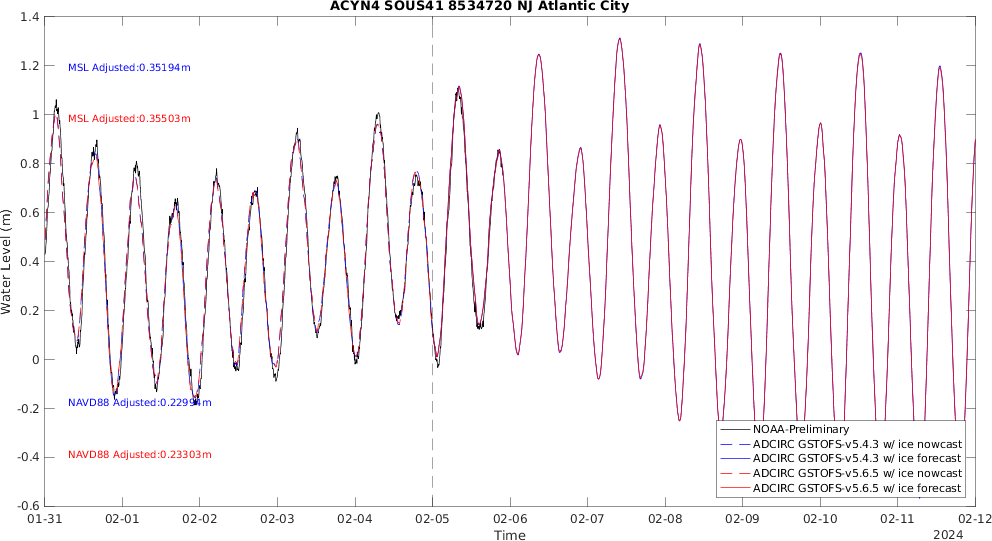 ACYN4 SOUS41 8534720 NJ Atlantic City
1.4
1.2
1
0.8
0.6
0.4
0.2
0
-0.2
-0.4
-0.6
Water Level (m)
MSL Adjusted:0.35194m
MSL Adjusted:0.35503m
NAVD88 Adjusted:0.22994m
NAVD88 Adjusted:0.23303m
NOAA-Preliminary
ADCIRC GSTOFS-v5.4.3 w/ ice nowcast
ADCIRC GSTOFS-v5.4.3 w/ ice forecast
ADCIRC GSTOFS-v5.6.5 w/ ice nowcast
ADCIRC GSTOFS-v5.6.5 w/ ice forecast
01-31 02-01 02-02 02-03 02-04 02-05 02-06 02-07 02-08 02-09 02-10 02-11 02-12
Time
2024